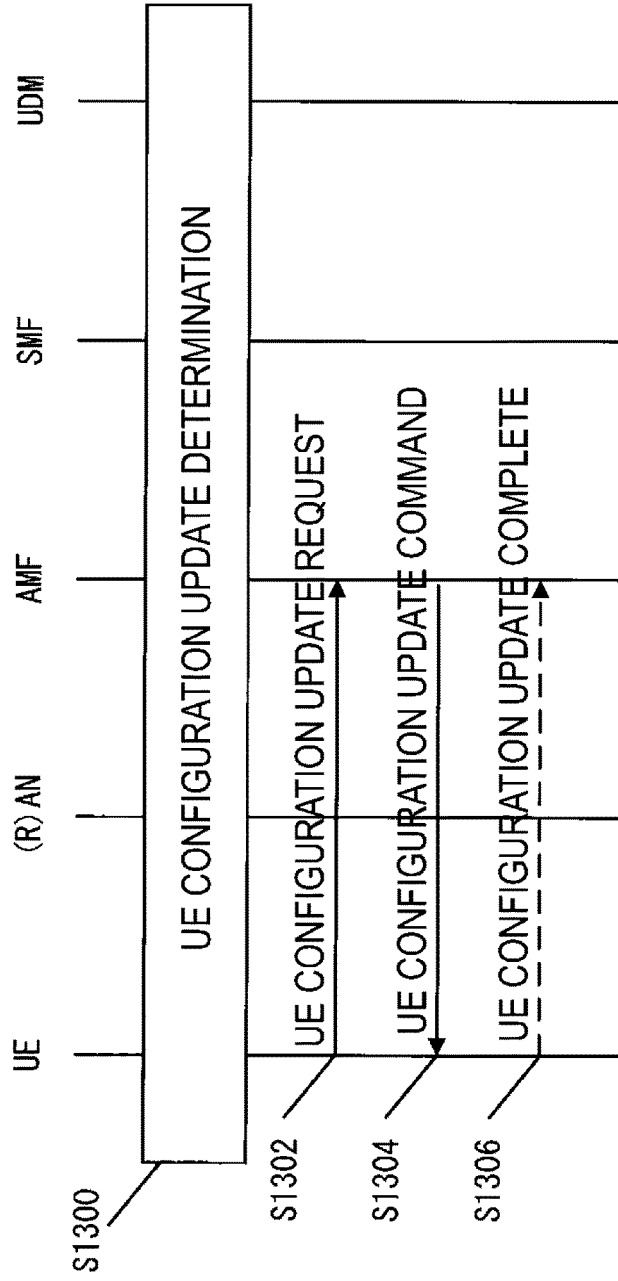 UE
(R) AN
AMF
SMF
UDM
S1300
UE CONFIGURATION UPDATE DETERMINATION
S1302
UE CONFIGURATION UPDATE REQUEST
S1304
UE CONFIGURATION UPDATE COMMAND
S1306
UE CONFIGURATION UPDATE COMPLETE